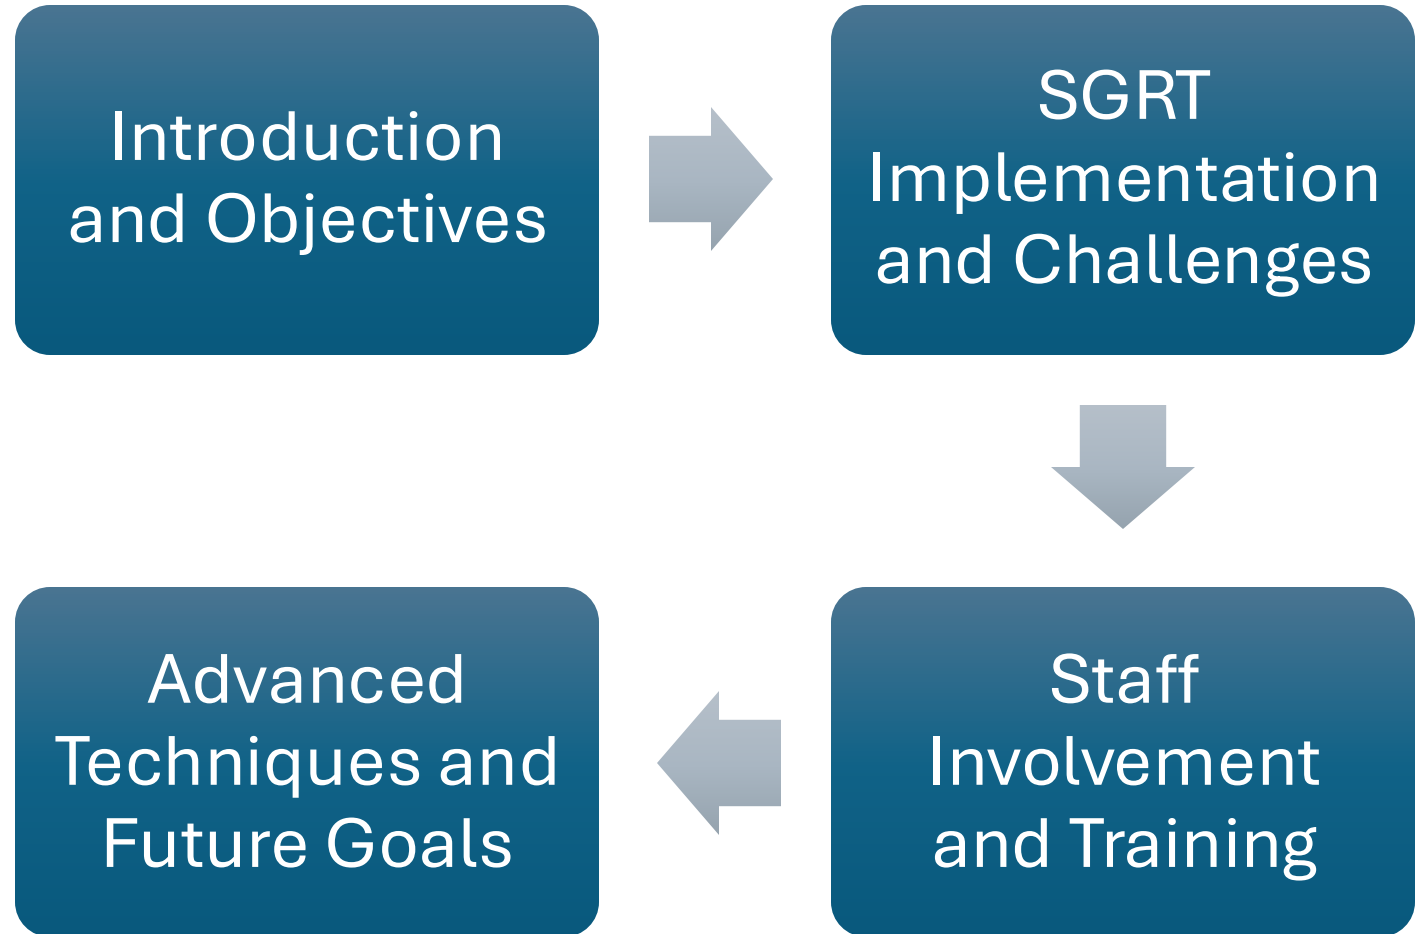 Introduction
and Objectives
SGRT
Implementation
and Challenges
Staff
Involvement
and Training
Advanced
Techniques and
Future Goals